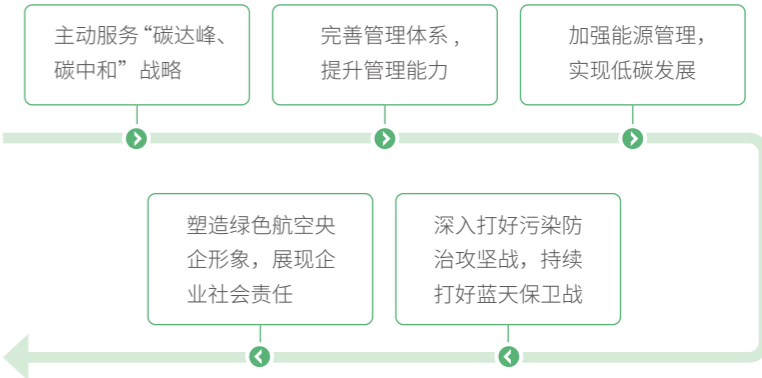 主动服务“碳达峰、
碳中和”战略
完善管理体系，
提升管理能力
加强能源管理，
实现低碳发展
深入打好污染防
治攻坚战，持续
打好蓝天保卫战
塑造绿色航空央
企形象，展现企
业社会责任